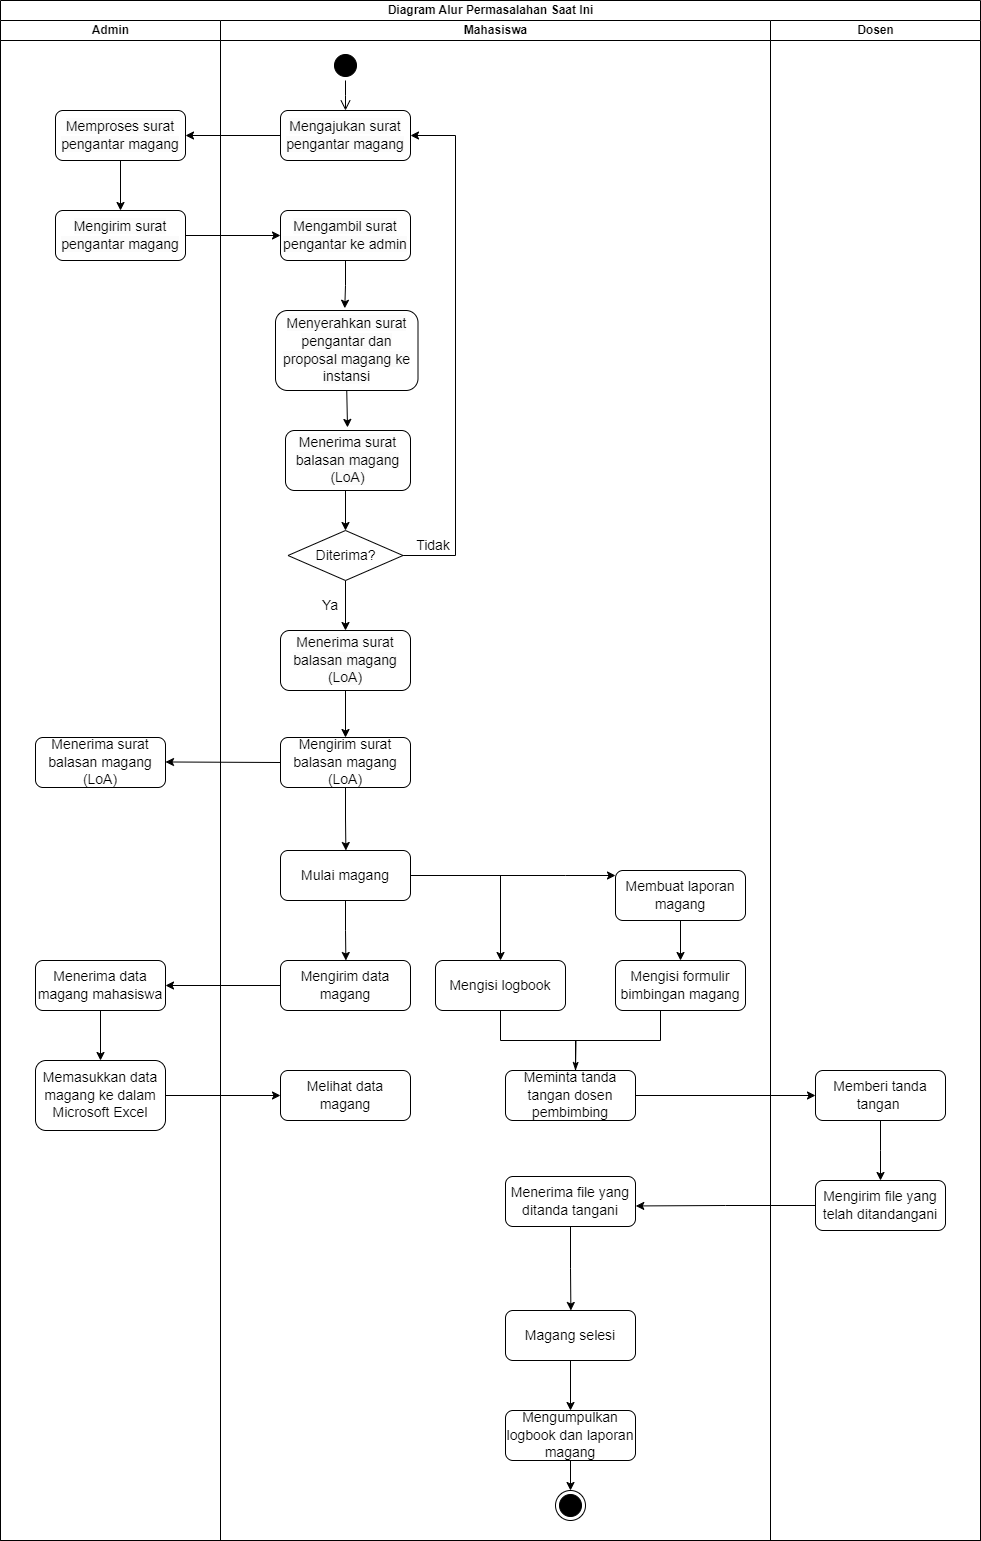 Diagram Alur Permasalahan Saat Ini
Admin
Mahasiswa
Dosen
Memproses surat
pengantar magang
Mengajukan surat
pengantar magang
Mengirim surat
pengantar magang
Mengambil surat
pengantar ke admin
Menyerahkan surat
pengantar dan
proposal magang ke
instansi
Menerima surat
balasan magang
(LoA)
Diterima?
Tidak
Ya
Menerima surat
balasan magang
(LoA)
Menerima surat
balasan magang
(LoA)
Mengirim surat
balasan magang
(LoA)
Mulai magang
Membuat laporan
magang
Menerima data
magang mahasiswa
Mengirim data
magang
Mengisi logbook
Mengisi formulir
bimbingan magang
Memasukkan data
magang ke dalam
Microsoft Excel
Melihat data
magang
Meminta tanda
tangan dosen
pembimbing
Memberi tanda
tangan
Menerima file yang
ditanda tangani
Mengirim file yang
telah ditandangani
Magang selesi
Mengumpulkan
logbook dan laporan
magang